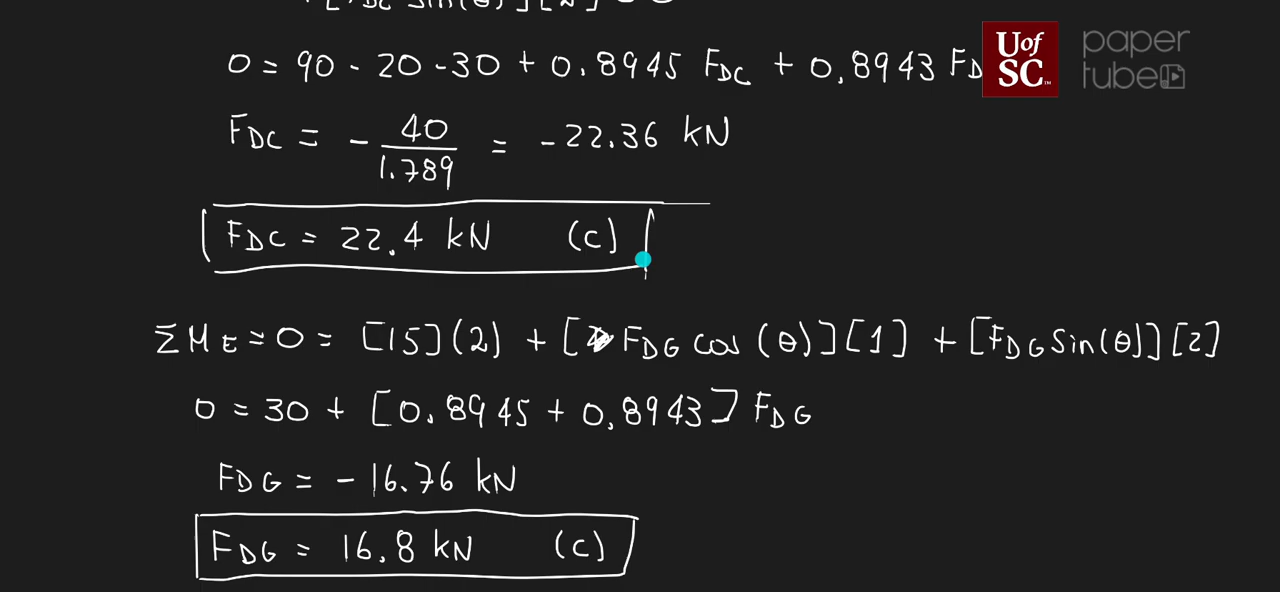 0 = 90 - 20 - 30 + 0.8945 FDC + 0.8943 FD
UofSC
paper tube
FDC = - 40/1.789 = -22.36 kN
FDC = 22.4 kN (C)
ΣME = 0 = [15](2) + [FDG cos(θ)][1] + [FDG Sin(θ)][2]
0 = 30 + [0.8945 + 0.8943] FDG
FDG = - 16.76 kN
FDG = 16.8 kN (C)